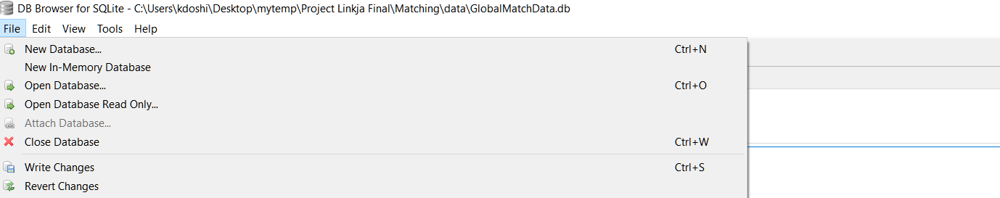 DB Browser for SQLite - C:\Users\kdoshi\Desktop\mytemp\Project Linkja Final\Matching\data\GlobalMatchData.db
File Edit View Tools Help
New Database... Ctrl+N
New In-Memory Database
Open Database... Ctrl+O
Open Database Read Only...
Attach Database...
Close Database Ctrl+W
Write Changes Ctrl+S
Revert Changes